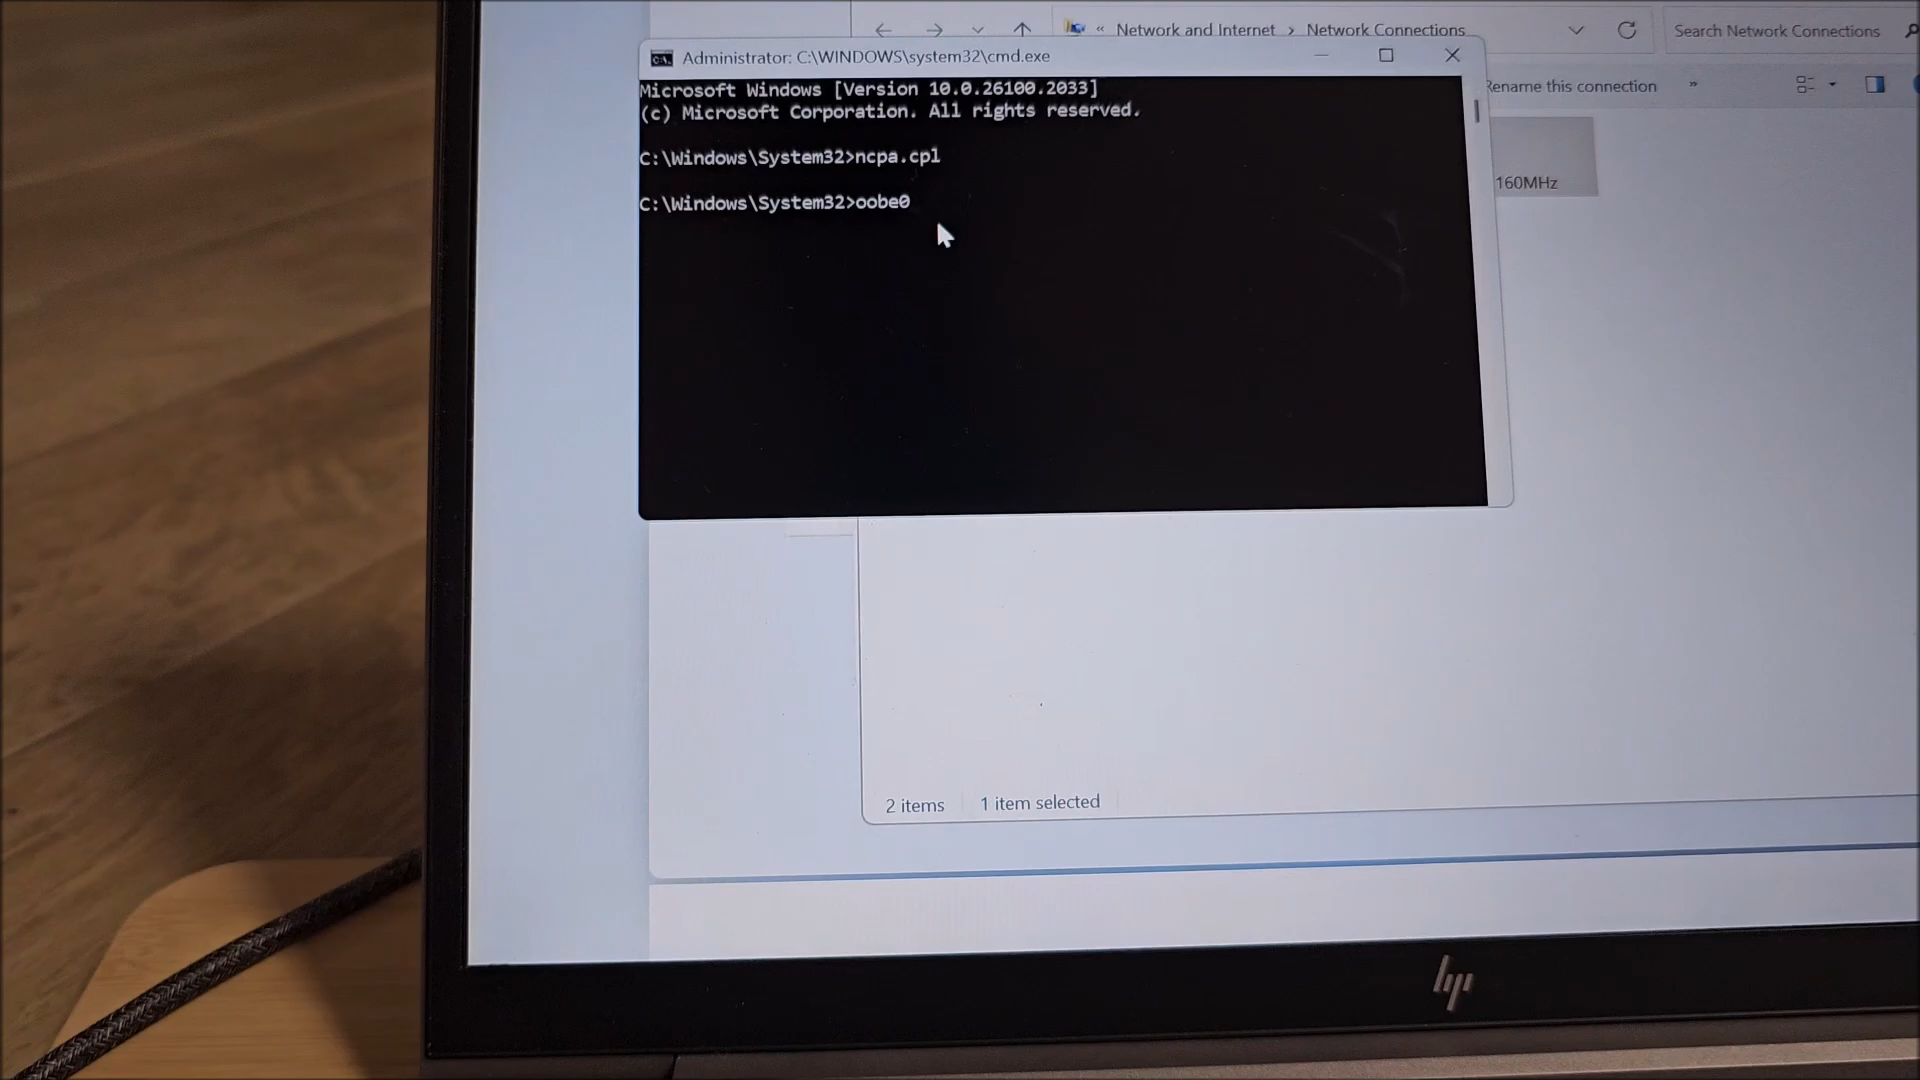 « Network and Internet › Network Connections
Search Network Connections
Administrator: C:\WINDOWS\system32\cmd.exe
Rename this connection »
Microsoft Windows [Version 10.0.26100.2033]
(c) Microsoft Corporation. All rights reserved.
C:\Windows\System32>ncpa.cpl
160MHz
C:\Windows\System32>oobe0
2 items 1 item selected
hp